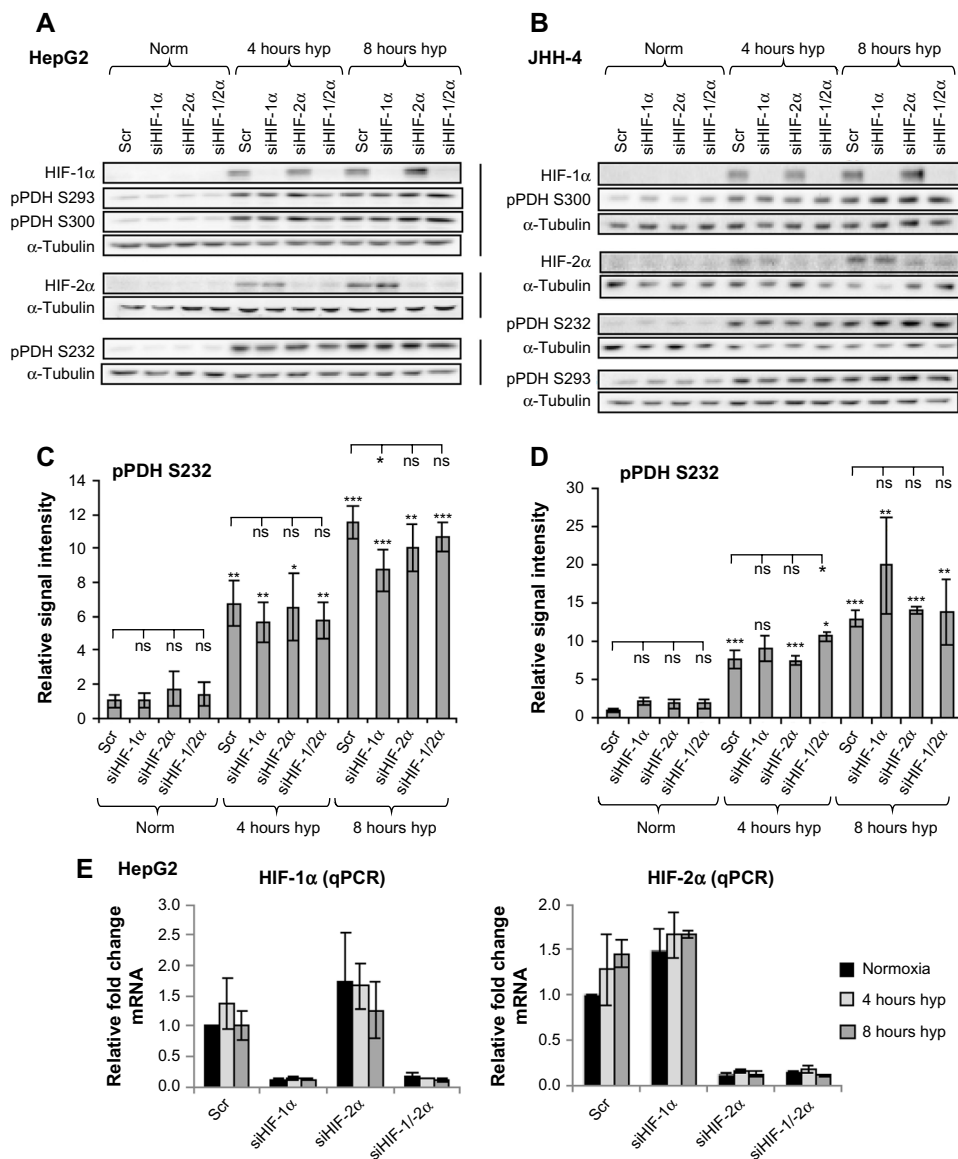 A
HepG2
Norm
4 hours hyp
8 hours hyp
Scr
siHIF-1α
siHIF-2α
siHIF-1/2α
Scr
siHIF-1α
siHIF-2α
siHIF-1/2α
Scr
siHIF-1α
siHIF-2α
siHIF-1/2α
HIF-1α
pPDH S293
pPDH S300
α-Tubulin
HIF-2α
α-Tubulin
pPDH S232
α-Tubulin
B
JHH-4
Norm
4 hours hyp
8 hours hyp
Scr
siHIF-1α
siHIF-2α
siHIF-1/2α
Scr
siHIF-1α
siHIF-2α
siHIF-1/2α
Scr
siHIF-1α
siHIF-2α
siHIF-1/2α
HIF-1α
pPDH S300
α-Tubulin
HIF-2α
α-Tubulin
pPDH S232
α-Tubulin
pPDH S293
α-Tubulin
C
pPDH S232
Relative signal intensity
14
12
10
8
6
4
2
0
ns ns ns
ns ns ns
** ** * **
* ns ns
*** *** ** ***
Scr
siHIF-1α
siHIF-2α
siHIF-1/2α
Scr
siHIF-1α
siHIF-2α
siHIF-1/2α
Scr
siHIF-1α
siHIF-2α
siHIF-1/2α
Norm
4 hours hyp
8 hours hyp
D
pPDH S232
Relative signal intensity
30
25
20
15
10
5
0
ns ns ns
ns ns *
*** ns *** *
ns ns ns
*** ** *** **
Scr
siHIF-1α
siHIF-2α
siHIF-1/2α
Scr
siHIF-1α
siHIF-2α
siHIF-1/2α
Scr
siHIF-1α
siHIF-2α
siHIF-1/2α
Norm
4 hours hyp
8 hours hyp
E
HepG2
HIF-1α (qPCR)
Relative fold change
mRNA
3.0
2.5
2.0
1.5
1.0
0.5
0.0
Scr
siHIF-1α
siHIF-2α
siHIF-1/-2α
HIF-2α (qPCR)
Relative fold change
mRNA
2.0
1.5
1.0
0.5
0.0
Scr
siHIF-1α
siHIF-2α
siHIF-1/-2α
Normoxia
4 hours hyp
8 hours hyp